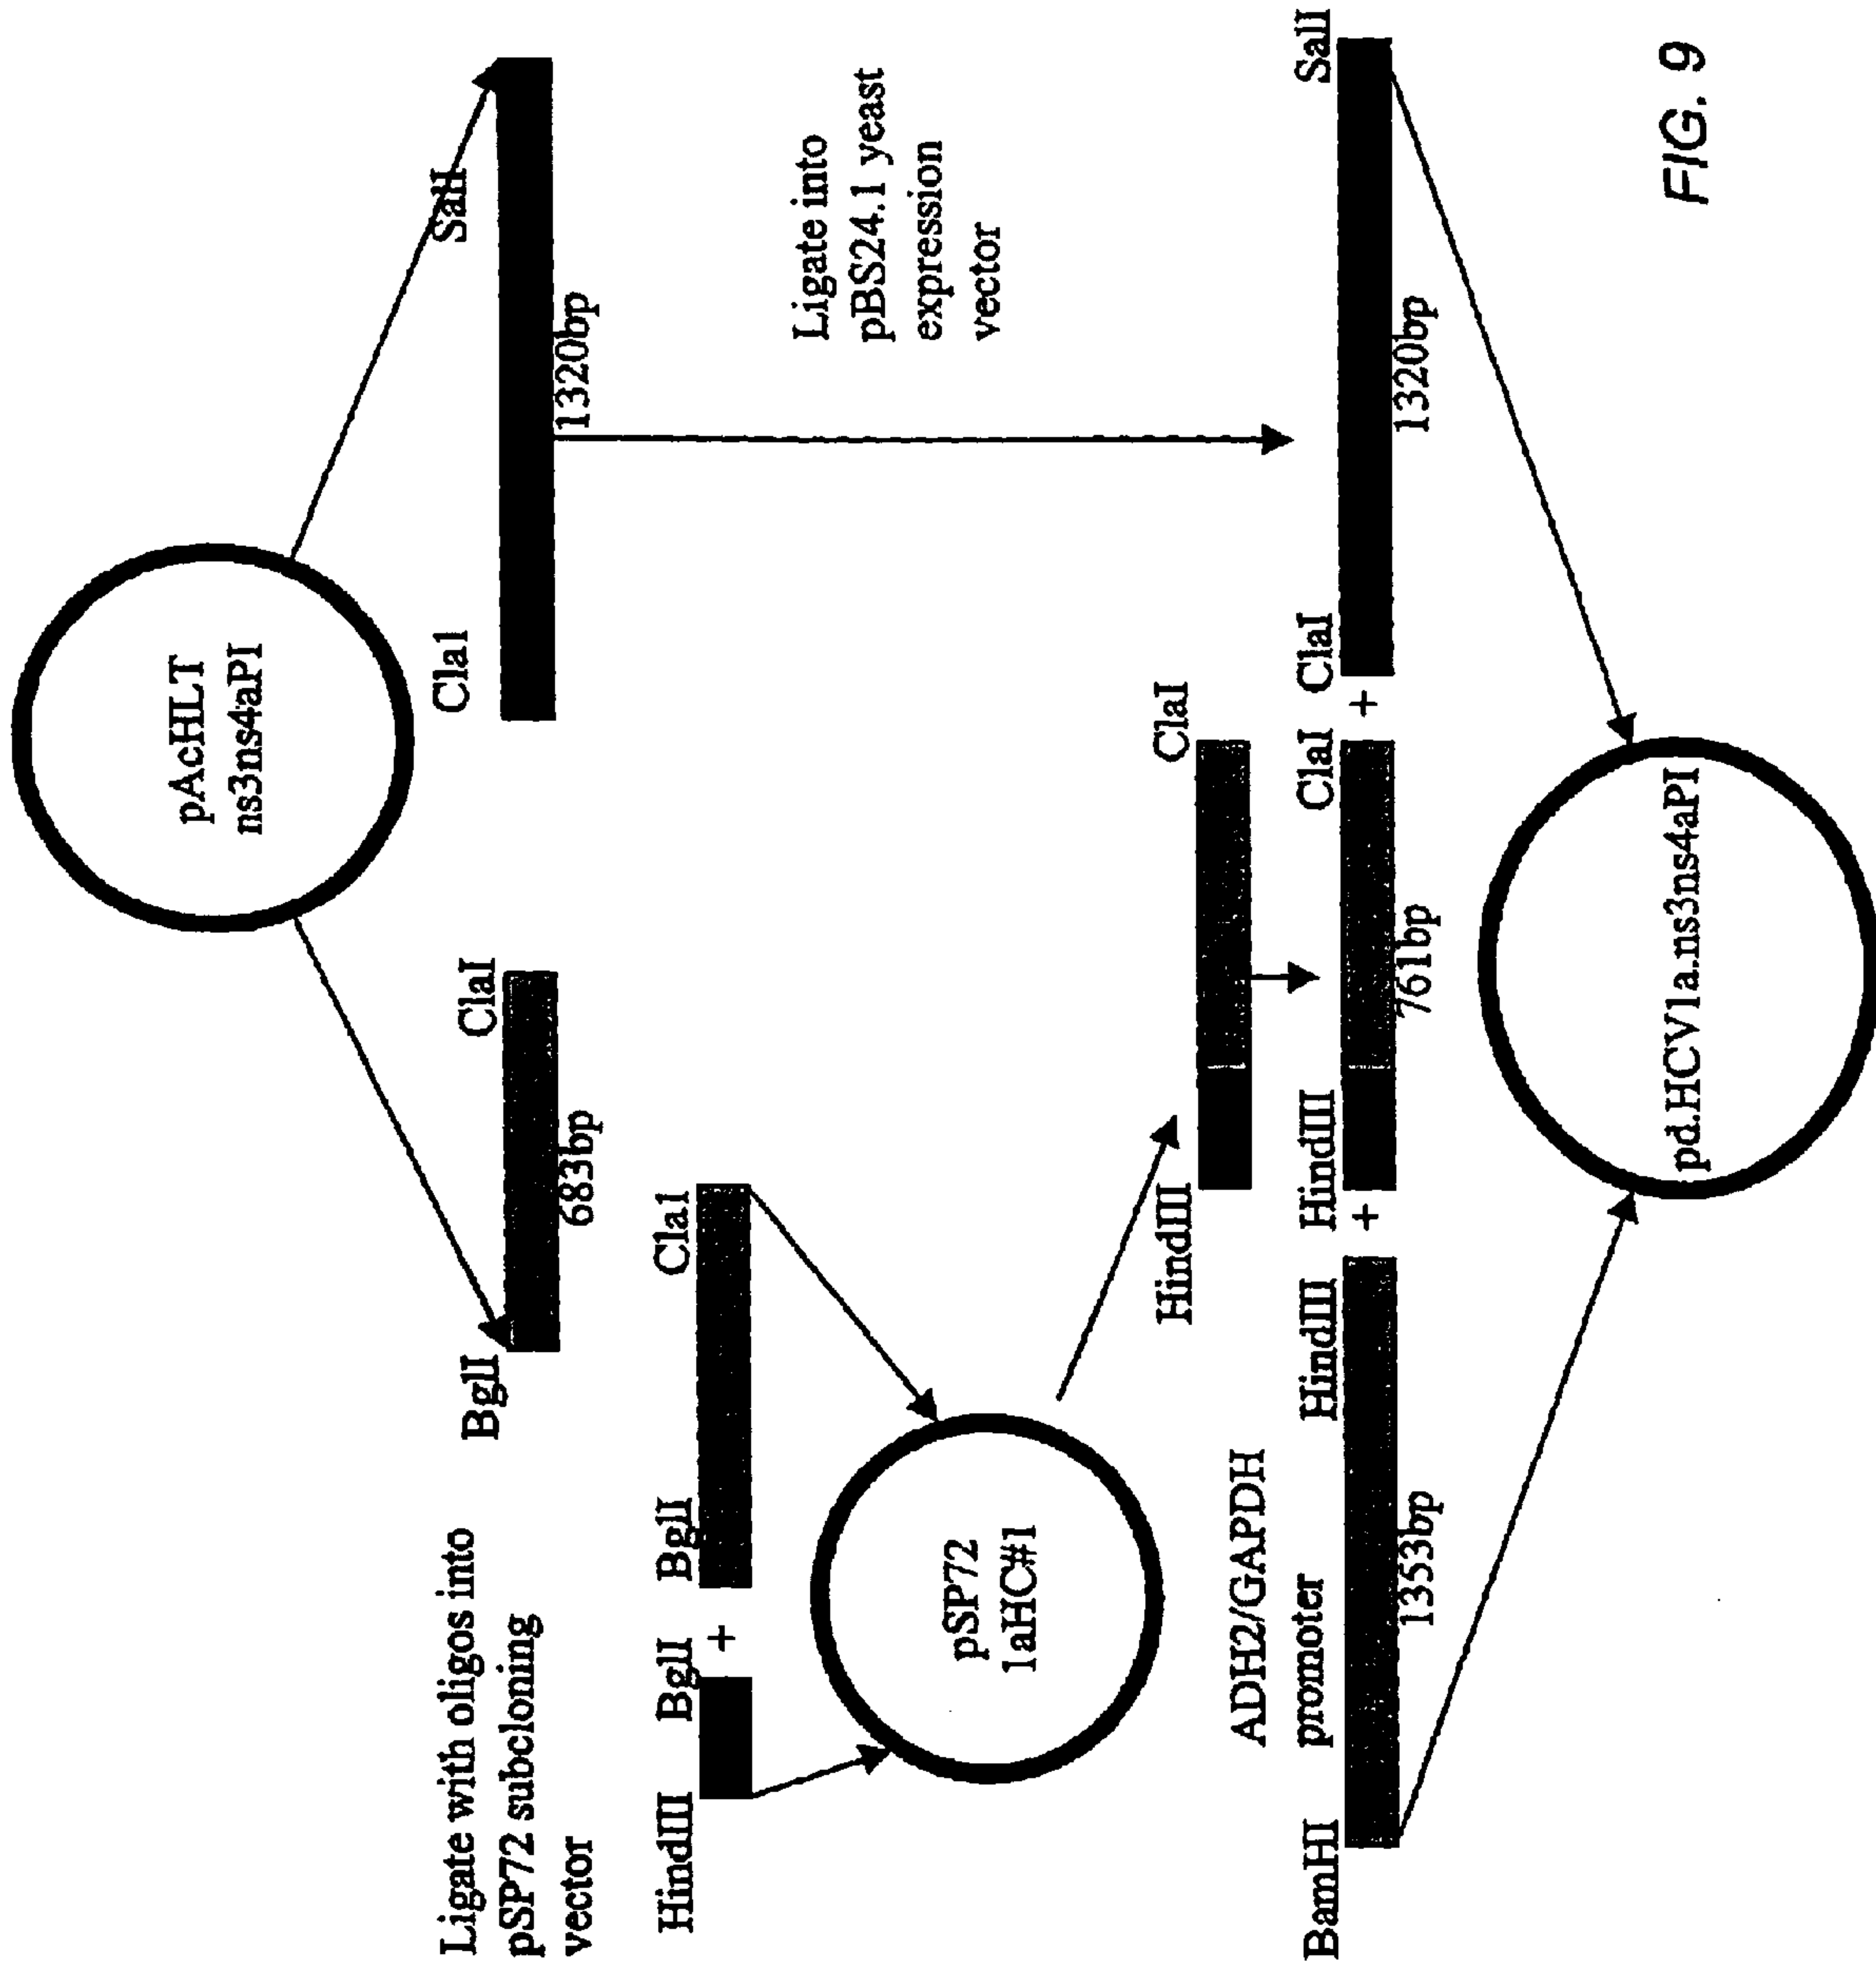 pAcHLT
ns3ns4aPI
BglI
ClaI
683bp
Cla1
SalI
1320bp
Ligate with oligos into
pSP72 subcloning
vector
HindIII
BglI
+
BglI
Cla1
pSP72
1aHC#1
Ligate into
pBS24.1 yeast
expression
vector
HindIII
ClaI
ADH2/GAPDH
promoter
BamHI
HindIII
1353bp
+
HindIII
ClaI
761bp
+
ClaI
SalI
1320bp
pd.HCV1a.ns3ns4aPI
FIG. 9